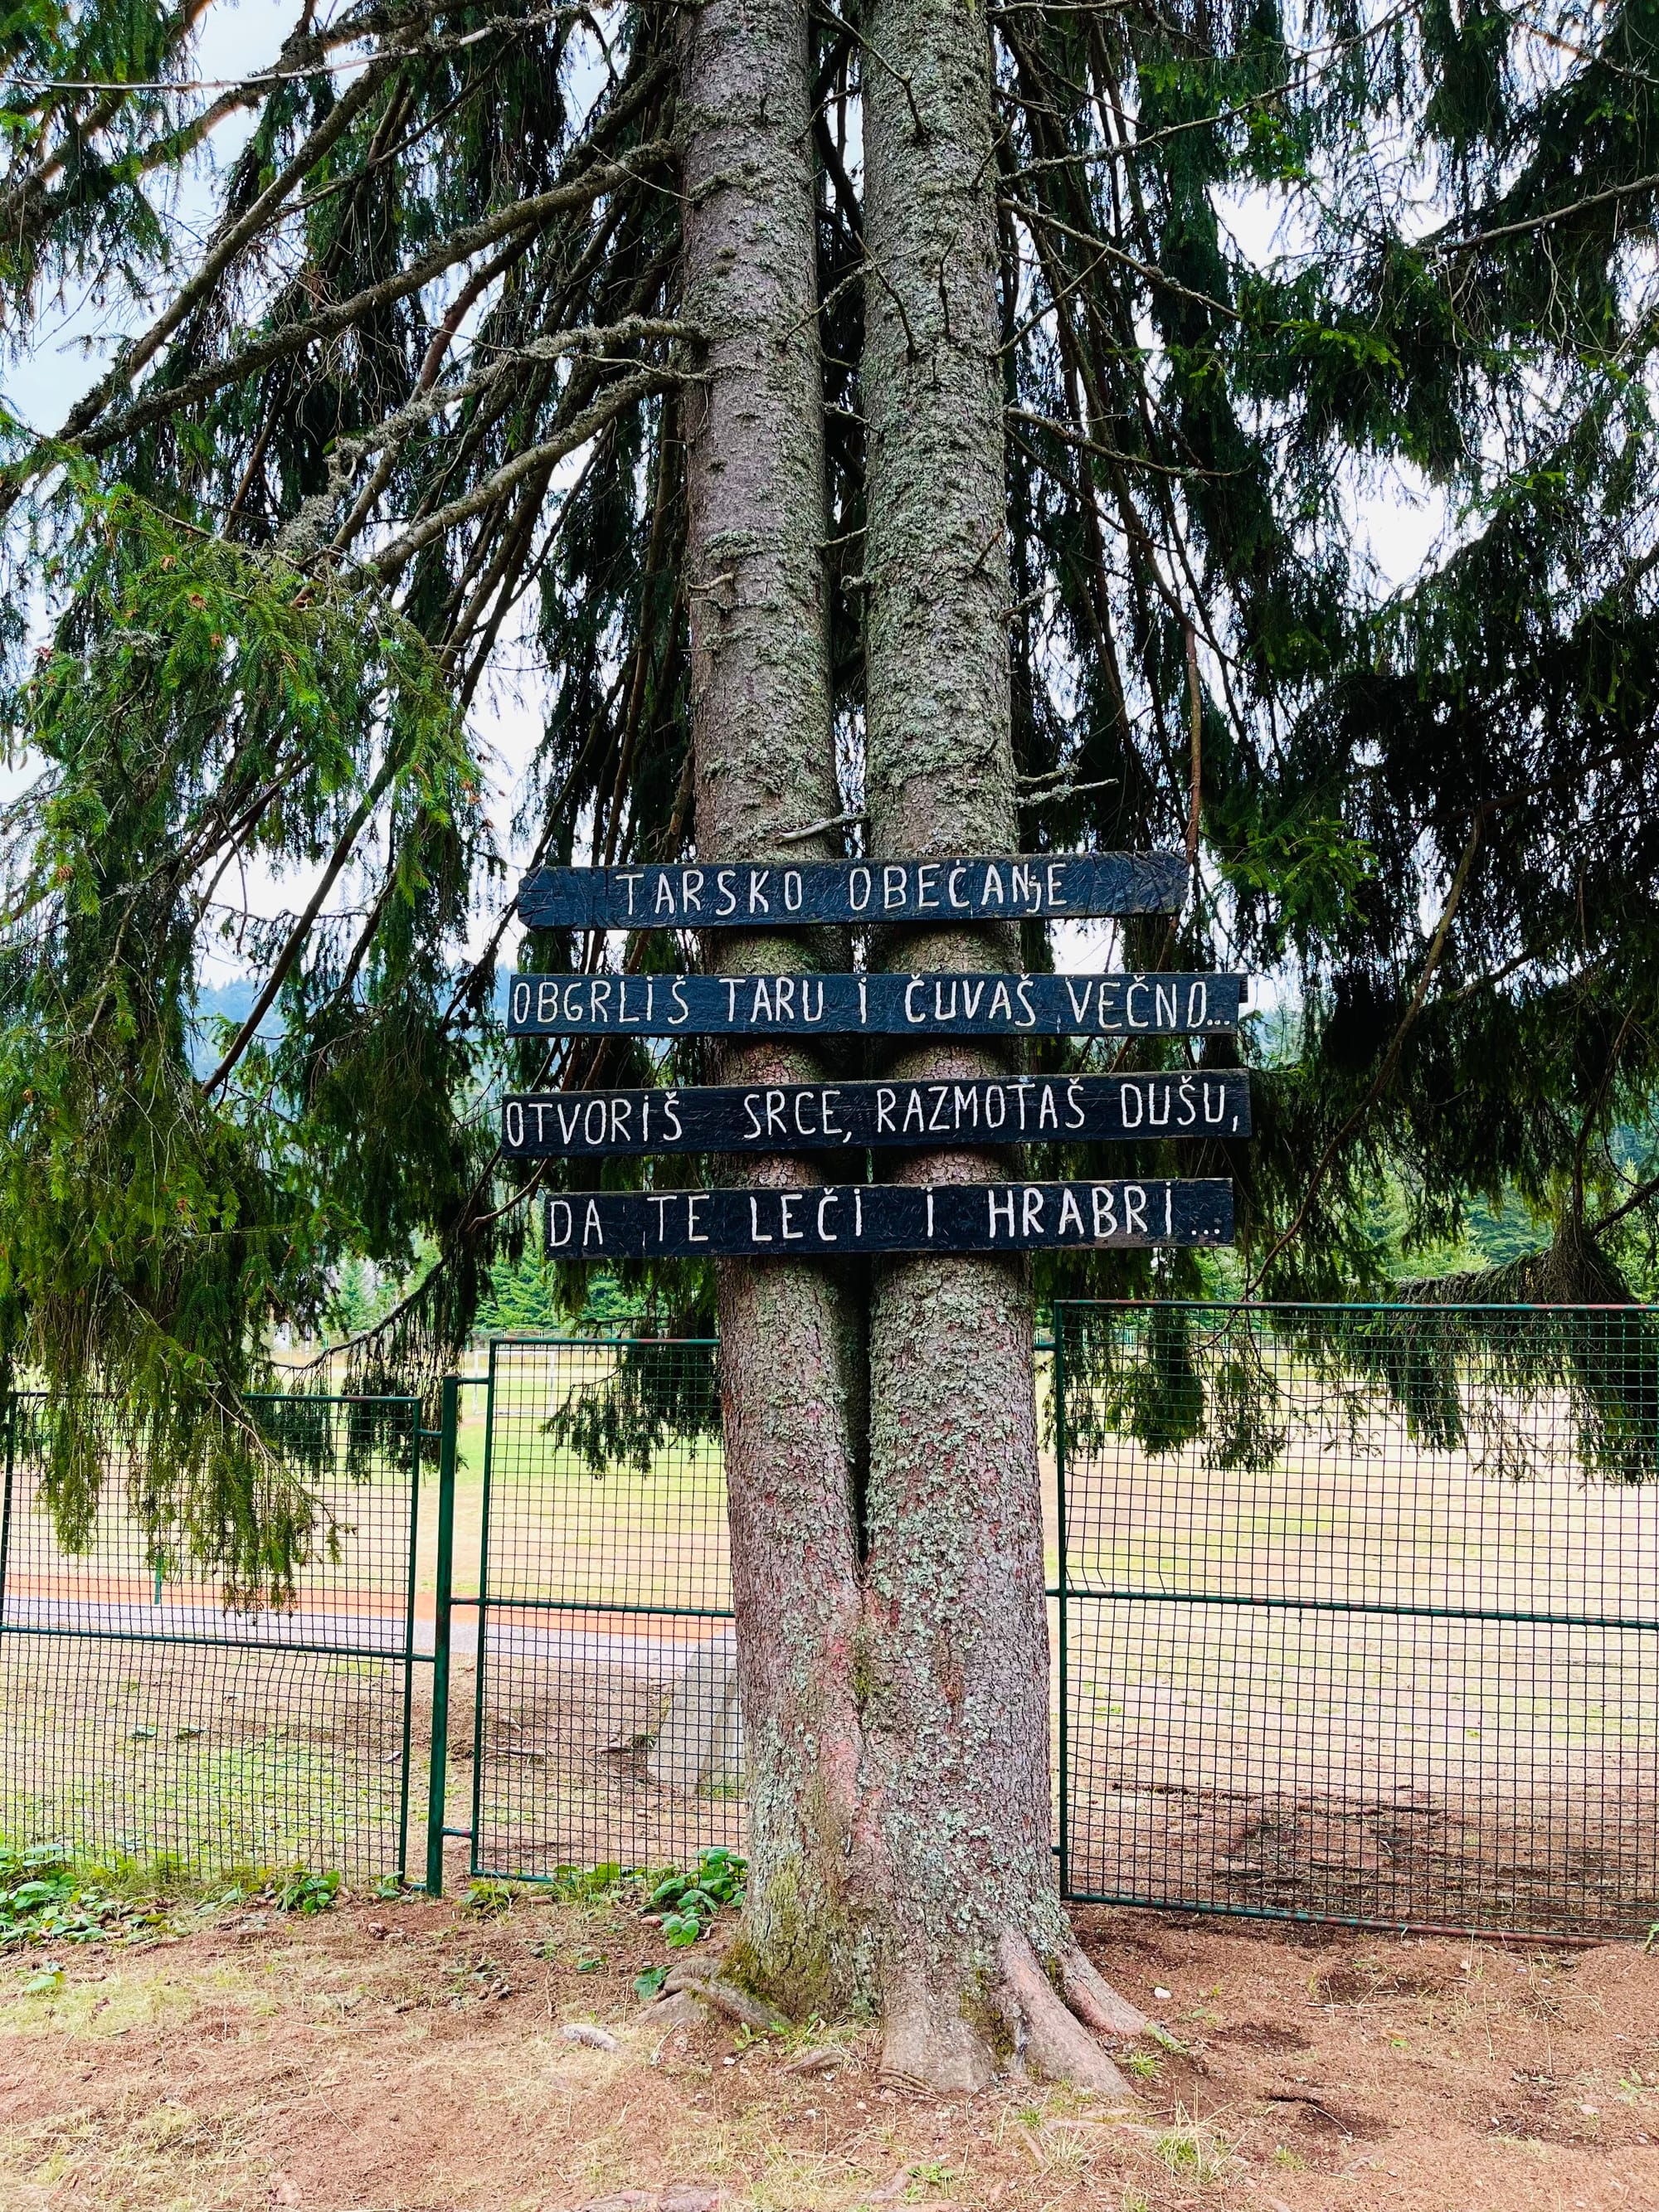 TARSKO OBEĆANjE
OBGRLiŠ TARU i ČUVAŠ VEČNO...
OTVORiŠ SRCE, RAZMOTAŠ DUŠU,
DA TE LEČi i HRABRi...